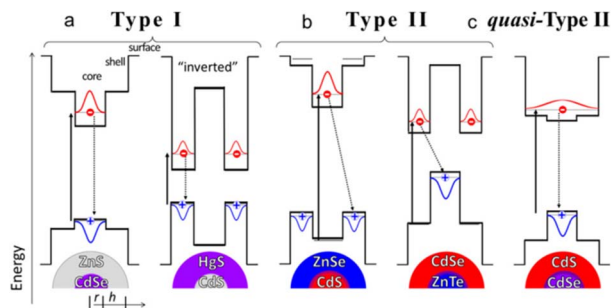 a Type I b Type II c quasi-Type II
surface
shell
core
"inverted"
Energy
ZnS
CdSe
HgS
CdS
ZnSe
CdS
CdSe
ZnTe
CdS
CdSe
r h